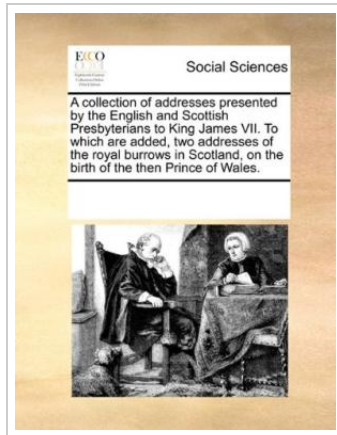 ECCO
Social Sciences
A collection of addresses presented
by the English and Scottish
Presbyterians to King James VII. To
which are added, two addresses of
the royal burrows in Scotland, on the
birth of the then Prince of Wales.